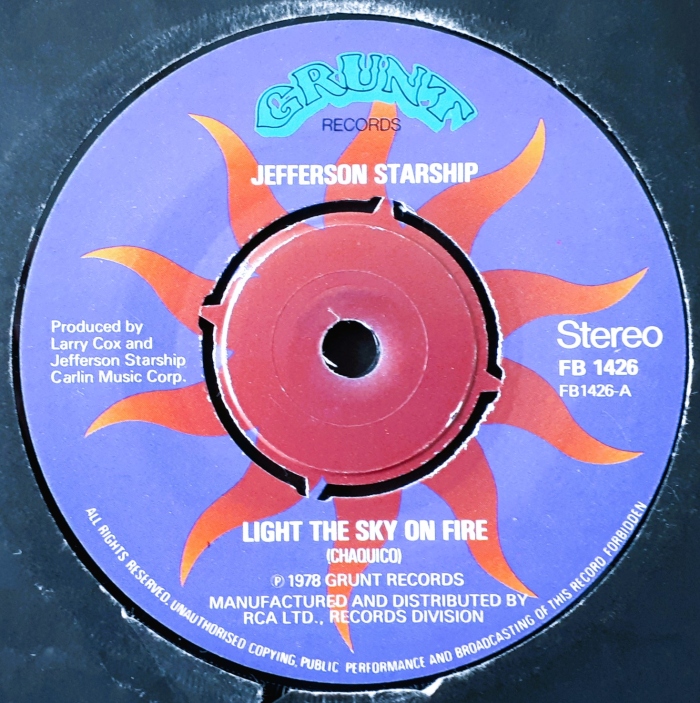 GRUNT
RECORDS
JEFFERSON STARSHIP
Produced by
Larry Cox and
Jefferson Starship
Carlin Music Corp.
Stereo
FB 1426
FB1426-A
LIGHT THE SKY ON FIRE
(CHAQUICO)
℗ 1978 GRUNT RECORDS
MANUFACTURED AND DISTRIBUTED BY
RCA LTD., RECORDS DIVISION
ALL RIGHTS RESERVED. UNAUTHORISED COPYING, PUBLIC PERFORMANCE AND BROADCASTING OF THIS RECORD FORBIDDEN